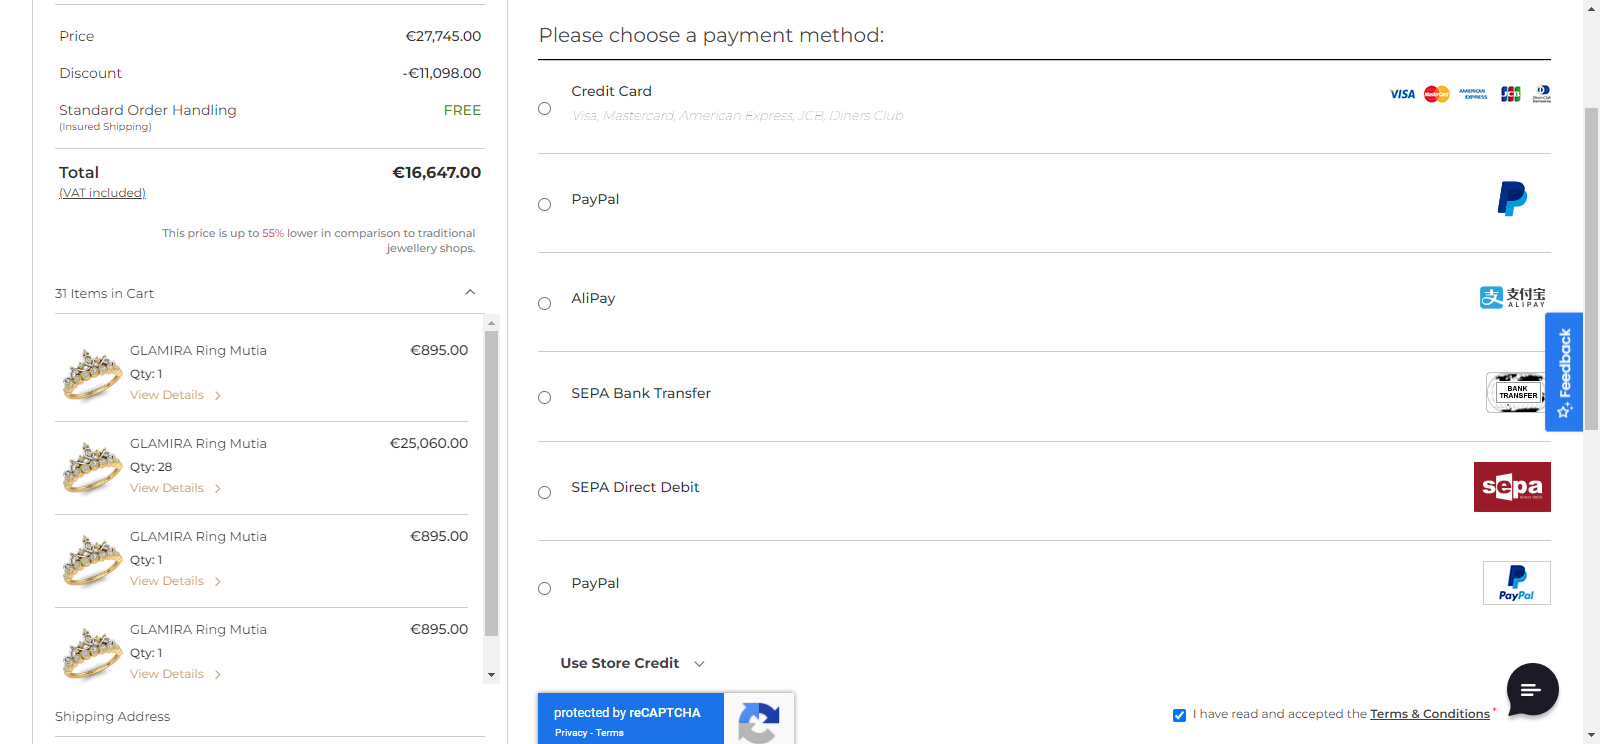 Price €27,745.00
Discount -€11,098.00
Standard Order Handling FREE
(Insured Shipping)
Total €16,647.00
(VAT included)
This price is up to 55% lower in comparison to traditional
jewellery shops.
31 Items in Cart
GLAMIRA Ring Mutia €895.00
Qty: 1
View Details
GLAMIRA Ring Mutia €25,060.00
Qty: 28
View Details
GLAMIRA Ring Mutia €895.00
Qty: 1
View Details
GLAMIRA Ring Mutia €895.00
Qty: 1
View Details
Shipping Address
Please choose a payment method:
Credit Card
VISA MasterCard AMERICAN EXPRESS JCB
Visa, Mastercard, American Express, JCB, Diners Club
PayPal
AliPay
支付宝
ALIPAY
SEPA Bank Transfer
BANK
TRANSFER
SEPA Direct Debit
sepa
PayPal
PayPal
Use Store Credit
protected by reCAPTCHA
Privacy - Terms
I have read and accepted the Terms & Conditions *
Feedback